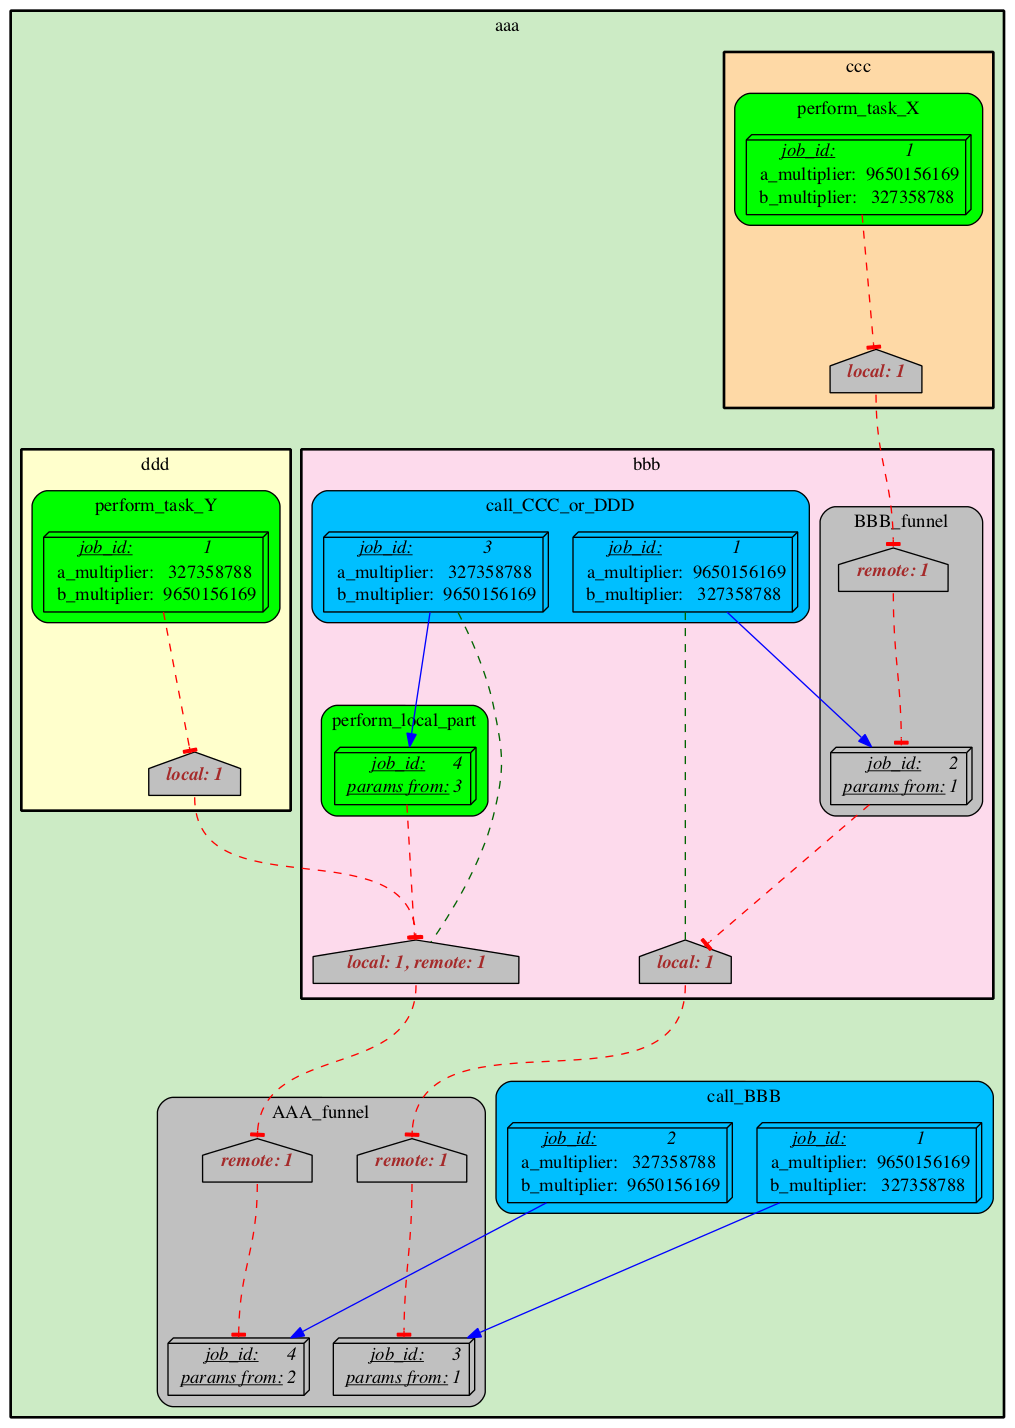 aaa
ccc
perform_task_X
job_id: 1
a_multiplier: 9650156169
b_multiplier: 327358788
local: 1
ddd
perform_task_Y
job_id: 1
a_multiplier: 327358788
b_multiplier: 9650156169
local: 1
bbb
call_CCC_or_DDD
job_id: 3
a_multiplier: 327358788
b_multiplier: 9650156169
job_id: 1
a_multiplier: 9650156169
b_multiplier: 327358788
BBB_funnel
remote: 1
perform_local_part
job_id: 4
params from: 3
job_id: 2
params from: 1
local: 1, remote: 1
local: 1
AAA_funnel
remote: 1
remote: 1
call_BBB
job_id: 2
a_multiplier: 327358788
b_multiplier: 9650156169
job_id: 1
a_multiplier: 9650156169
b_multiplier: 327358788
job_id: 4
params from: 2
job_id: 3
params from: 1